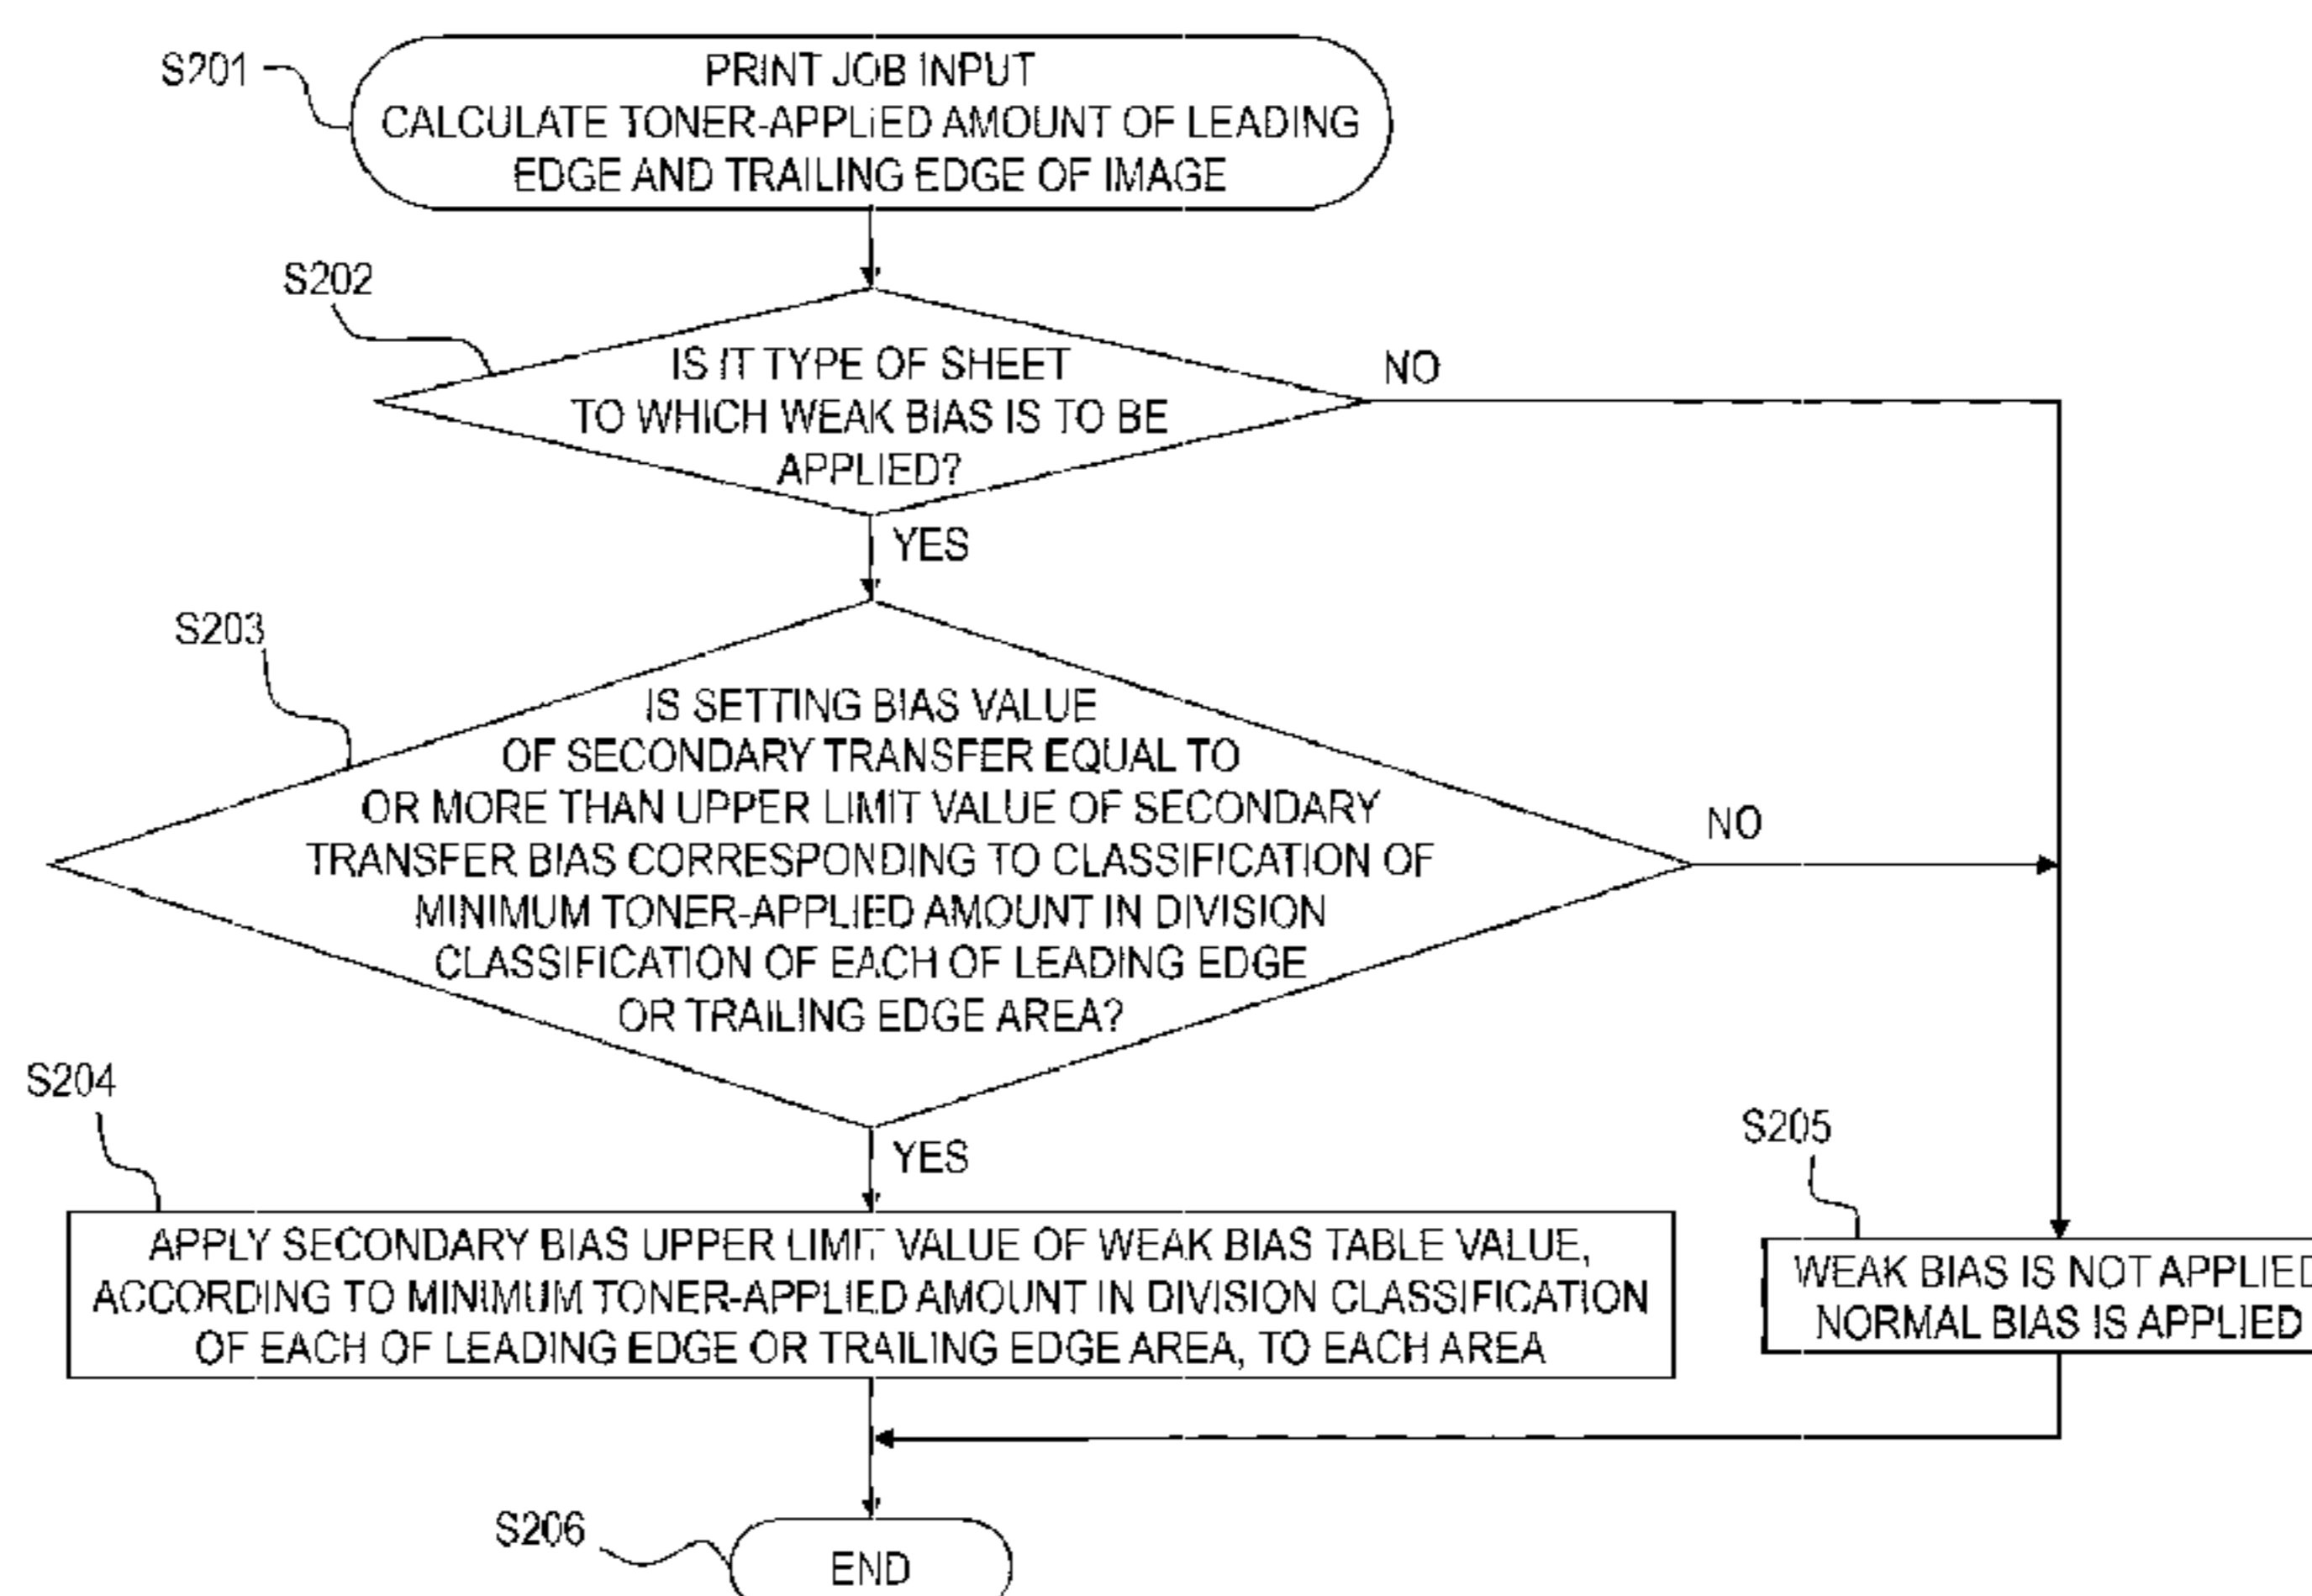 S201
PRINT JOB INPUT
CALCULATE TONER-APPLIED AMOUNT OF LEADING
EDGE AND TRAILING EDGE OF IMAGE
S202
IS IT TYPE OF SHEET
TO WHICH WEAK BIAS IS TO BE
APPLIED?
NO
YES
S203
IS SETTING BIAS VALUE
OF SECONDARY TRANSFER EQUAL TO
OR MORE THAN UPPER LIMIT VALUE OF SECONDARY
TRANSFER BIAS CORRESPONDING TO CLASSIFICATION OF
MINIMUM TONER-APPLIED AMOUNT IN DIVISION
CLASSIFICATION OF EACH OF LEADING EDGE
OR TRAILING EDGE AREA?
NO
YES
S204
APPLY SECONDARY BIAS UPPER LIMIT VALUE OF WEAK BIAS TABLE VALUE,
ACCORDING TO MINIMUM TONER-APPLIED AMOUNT IN DIVISION CLASSIFICATION
OF EACH OF LEADING EDGE OR TRAILING EDGE AREA, TO EACH AREA
S205
WEAK BIAS IS NOT APPLIED
NORMAL BIAS IS APPLIED
S206
END